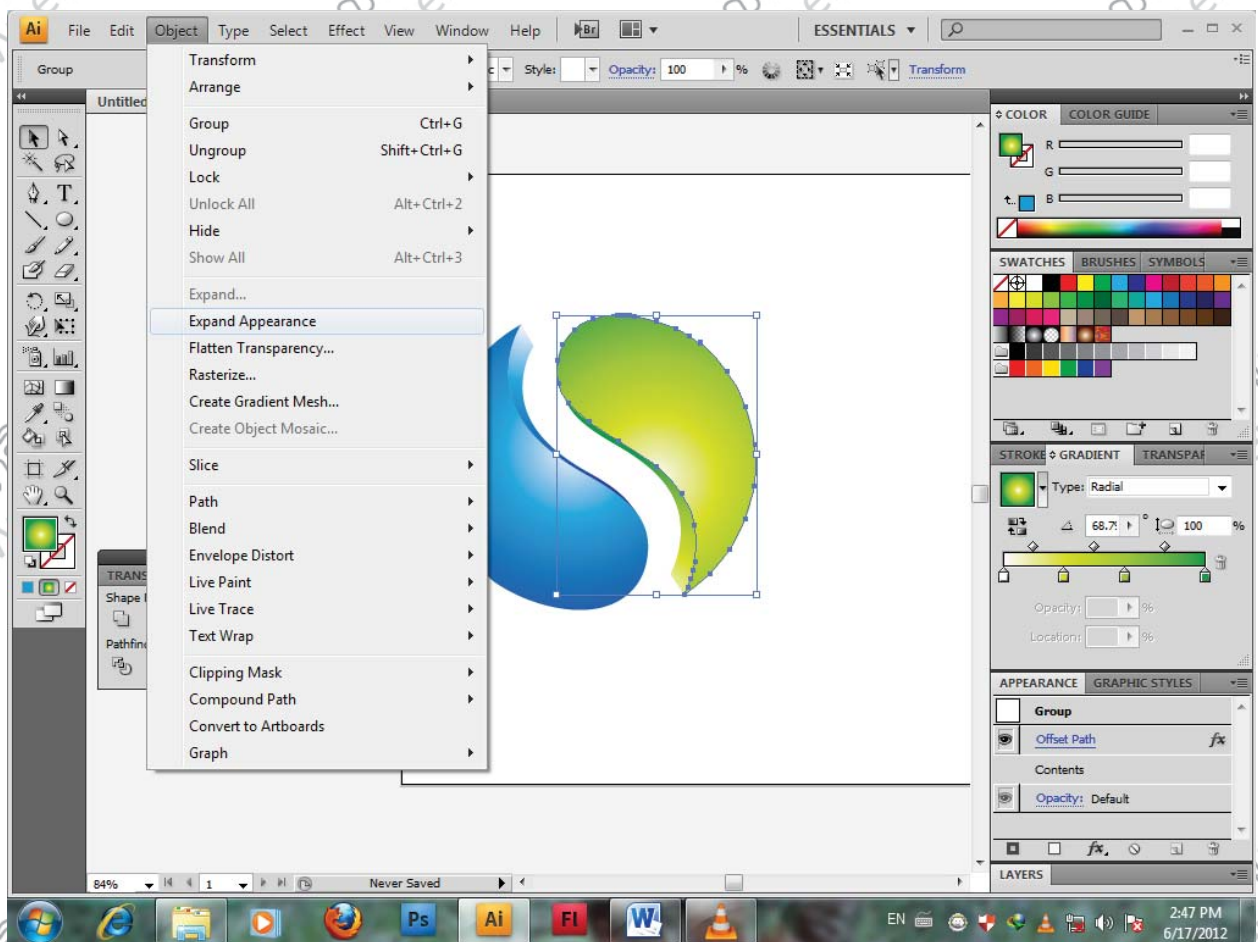 Ai File Edit Object Type Select Effect View Window Help Br ESSENTIALS
Group
c Style: Opacity: 100 % Transform
Untitled
Transform
Arrange
Group Ctrl+G
Ungroup Shift+Ctrl+G
Lock
Unlock All Alt+Ctrl+2
Hide
Show All Alt+Ctrl+3
Expand...
Expand Appearance
Flatten Transparency...
Rasterize...
Create Gradient Mesh...
Create Object Mosaic...
Slice
Path
Blend
Envelope Distort
Live Paint
Live Trace
Text Wrap
Clipping Mask
Compound Path
Convert to Artboards
Graph
TRANS
Shape
Pathfin
COLOR COLOR GUIDE
R
G
B
SWATCHES BRUSHES SYMBOLS
STROKE GRADIENT TRANSPAR
Type: Radial
68.7 ° 100 %
Opacity: %
Location: %
APPEARANCE GRAPHIC STYLES
Group
Offset Path fx
Contents
Opacity: Default
fx
LAYERS
84% 1 Never Saved
Ps Ai Fl W EN 2:47 PM
6/17/2012